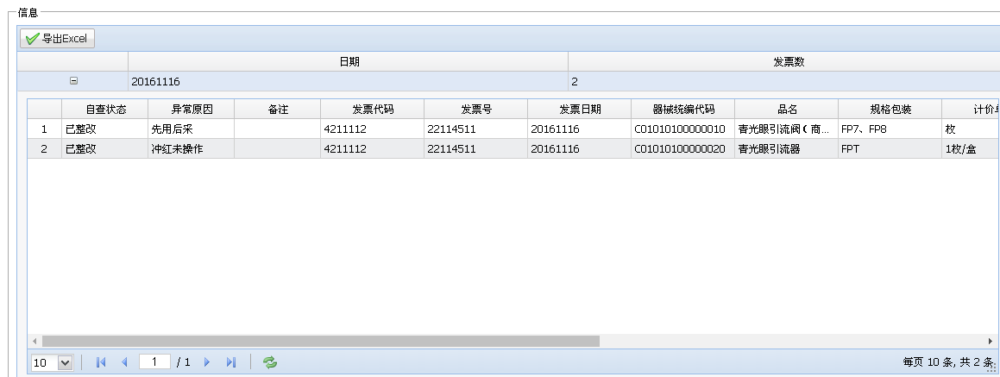 信息
导出Excel
日期 发票数
20161116 2
自查状态 异常原因 备注 发票代码 发票号 发票日期 器械统编代码 品名 规格包装 计价单
1 已整改 先用后采 4211112 22114511 20161116 C01010100000010 青光眼引流阀（商... FP7、FP8 枚
2 已整改 冲红未操作 4211112 22114511 20161116 C01010100000020 青光眼引流器 FPT 1枚/盒
10 1 / 1 每页 10 条, 共 2 条